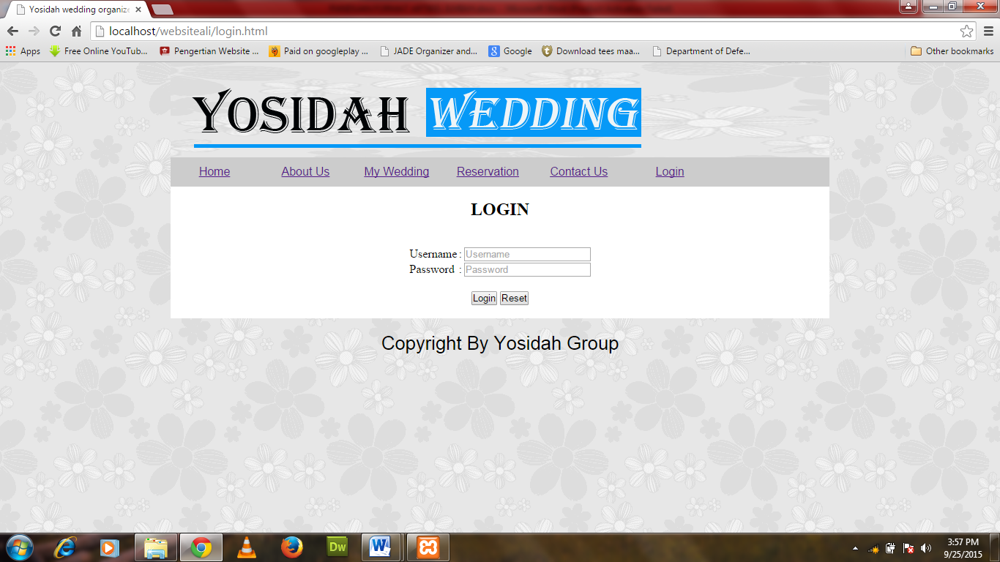 Yosidah wedding organize
localhost/websiteali/login.html
Apps Free Online YouTub... Pengertian Website ... Paid on googleplay ... JADE Organizer and... Google Download tees maa... Department of Defe... Other bookmarks
YOSIDAH WEDDING
Home About Us My Wedding Reservation Contact Us Login
LOGIN
Username : Username
Password : Password
Login Reset
Copyright By Yosidah Group
Dw W
3:57 PM
9/25/2015